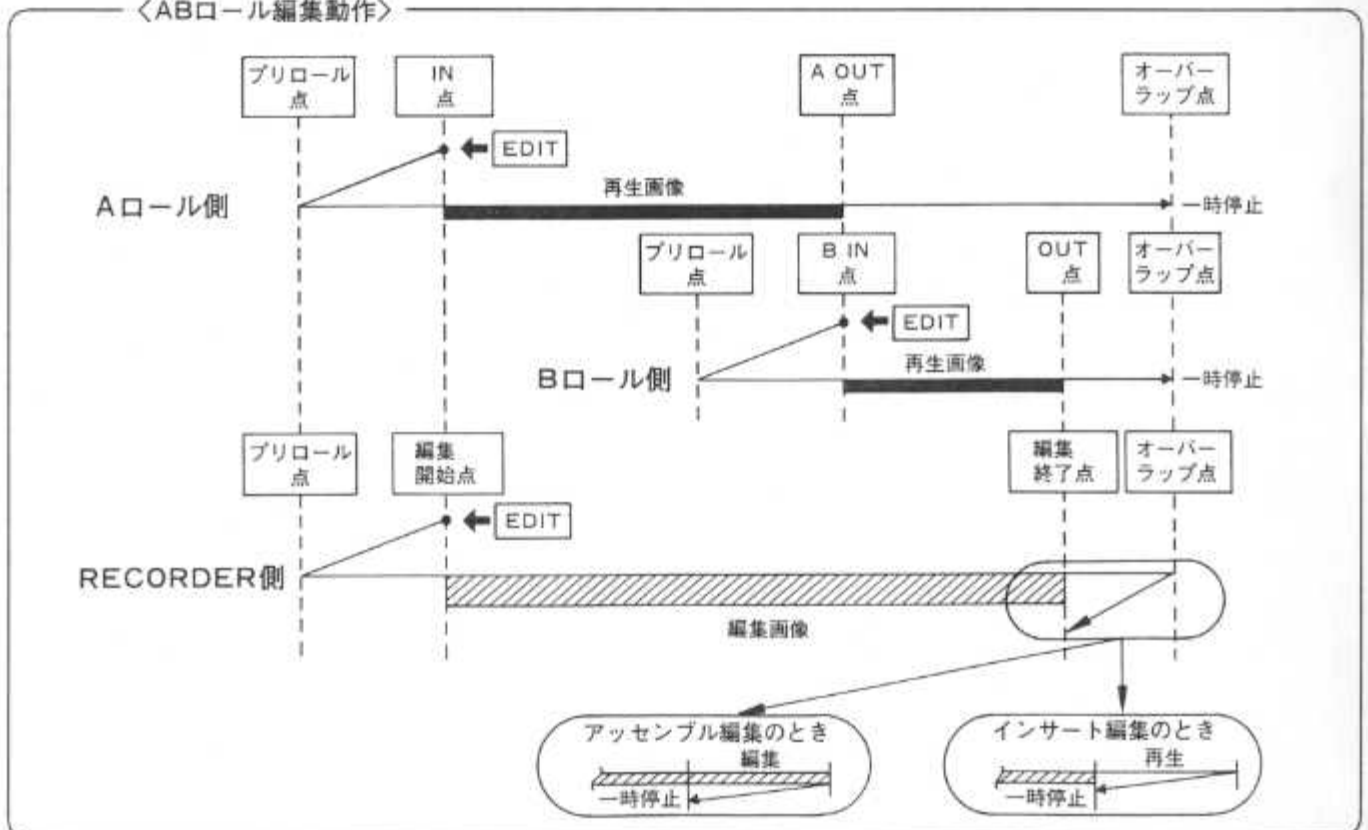 〈ABロール編集動作〉
プリロール
点
IN
点
A OUT
点
オーバー
ラップ点
EDIT
再生画像
Aロール側
一時停止
プリロール
点
B IN
点
OUT
点
オーバー
ラップ点
EDIT
再生画像
Bロール側
一時停止
プリロール
点
編集
開始点
編集
終了点
オーバー
ラップ点
EDIT
RECORDER側
編集画像
アッセンブル編集のとき
編集
一時停止
インサート編集のとき
再生
一時停止